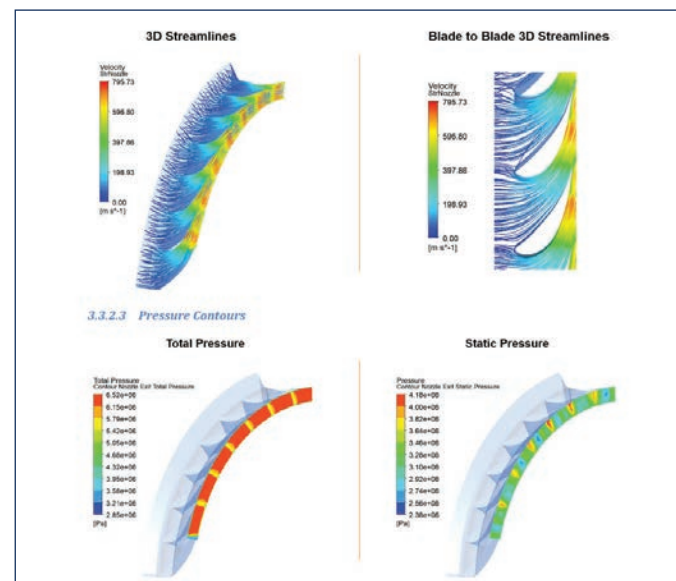 3D Streamlines
Blade to Blade 3D Streamlines
Velocity
StrNozzle
795.73
596.80
397.86
198.93
0.00
[m s^-1]
Velocity
StrNozzle
795.73
596.80
397.86
198.93
0.00
[m s^-1]
3.3.2.3 Pressure Contours
Total Pressure
Static Pressure
Total Pressure
Contour Nozzle Exit Total Pressure
6.52e+06
6.15e+06
5.79e+06
5.42e+06
5.05e+06
4.68e+06
4.32e+06
3.95e+06
3.58e+06
3.21e+06
2.85e+06
[Pa]
Pressure
Contour Nozzle Exit Static Pressure
4.18e+06
4.00e+06
3.82e+06
3.64e+06
3.46e+06
3.28e+06
3.10e+06
2.92e+06
2.74e+06
2.56e+06
2.38e+06
[Pa]